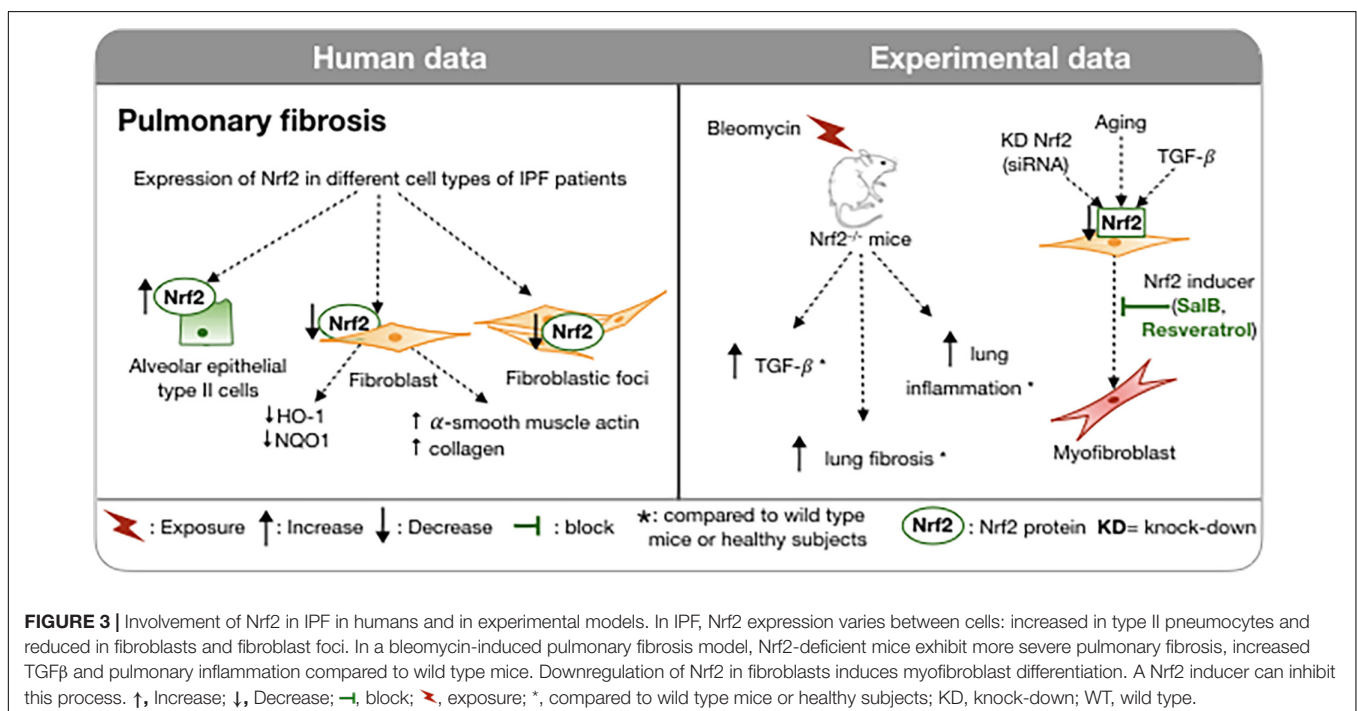 Human data
Experimental data
Pulmonary fibrosis
Expression of Nrf2 in different cell types of IPF patients
Nrf2
Alveolar epithelial
type II cells
Nrf2
Fibroblast
↓HO-1
↓NQO1
↑ α-smooth muscle actin
↑ collagen
Nrf2
Fibroblastic foci
Bleomycin
Nrf2-/- mice
TGF-β *
lung fibrosis *
lung
inflammation *
KD Nrf2
(siRNA)
Aging
TGF-β
Nrf2
Nrf2 inducer
(SalB,
Resveratrol)
Myofibroblast
: Exposure
: Increase
: Decrease
: block
*: compared to wild type
mice or healthy subjects
Nrf2 : Nrf2 protein
KD= knock-down
FIGURE 3 | Involvement of Nrf2 in IPF in humans and in experimental models. In IPF, Nrf2 expression varies between cells: increased in type II pneumocytes and
reduced in fibroblasts and fibroblast foci. In a bleomycin-induced pulmonary fibrosis model, Nrf2-deficient mice exhibit more severe pulmonary fibrosis, increased
TGFβ and pulmonary inflammation compared to wild type mice. Downregulation of Nrf2 in fibroblasts induces myofibroblast differentiation. A Nrf2 inducer can inhibit
this process. ↑, Increase; ↓, Decrease; ⊣, block; , exposure; *, compared to wild type mice or healthy subjects; KD, knock-down; WT, wild type.